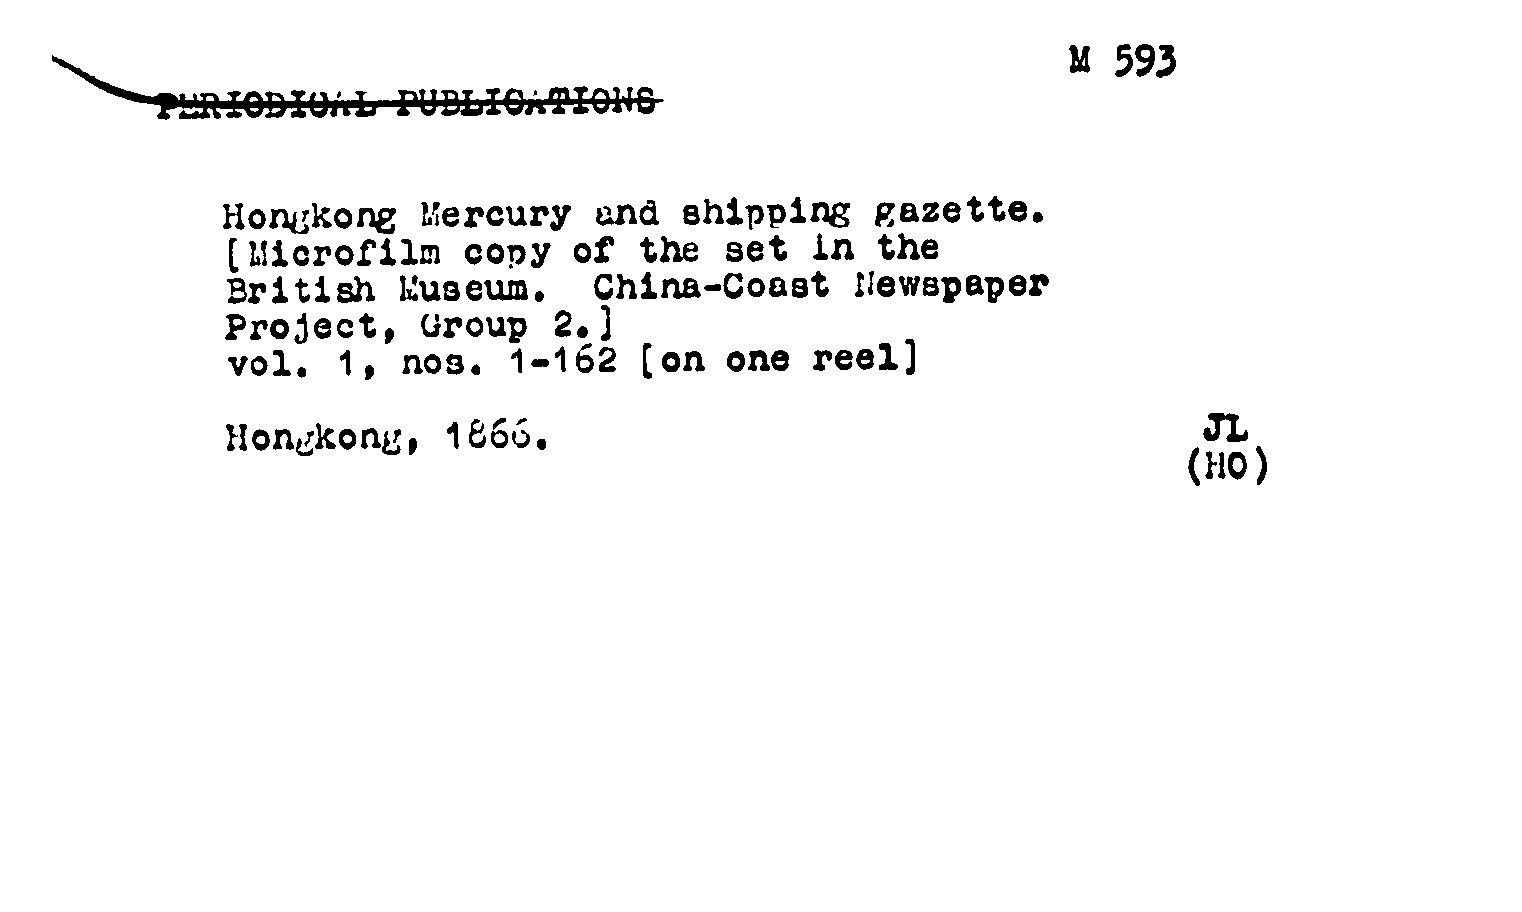 M 593
PERIODICAL PUBLICATIONS
Hongkong Mercury and shipping gazette.
[Microfilm copy of the set in the
British Museum.  China-Coast Newspaper
Project, Group 2.]
vol. 1, nos. 1-162 [on one reel]
Hongkong, 1866.
JL
(HO)